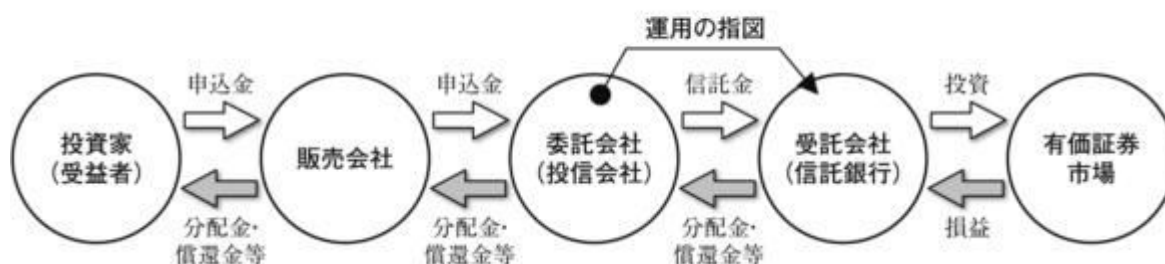 運用の指図
申込金
申込金
信託金
投資
投資家
(受益者)
販売会社
委託会社
(投信会社)
受託会社
(信託銀行)
有価証券
市場
分配金・
償還金等
分配金・
償還金等
分配金・
償還金等
損益